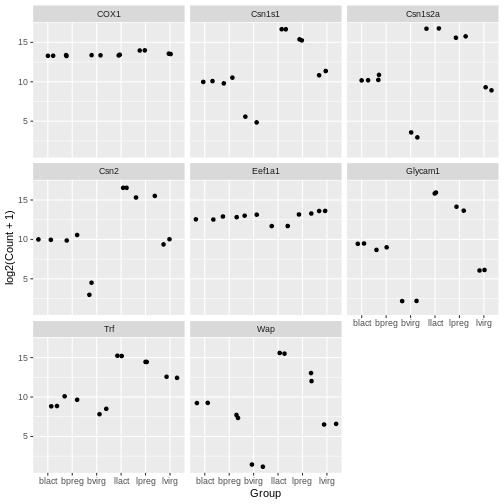 COX1 Csn1s1 Csn1s2a
15
10
5
Csn2 Eef1a1 Glycam1
15
10
5
log2(Count + 1)
blact bpreg bvirg llact lpreg lvirg
Trf Wap
15
10
5
blact bpreg bvirg llact lpreg lvirg blact bpreg bvirg llact lpreg lvirg
Group